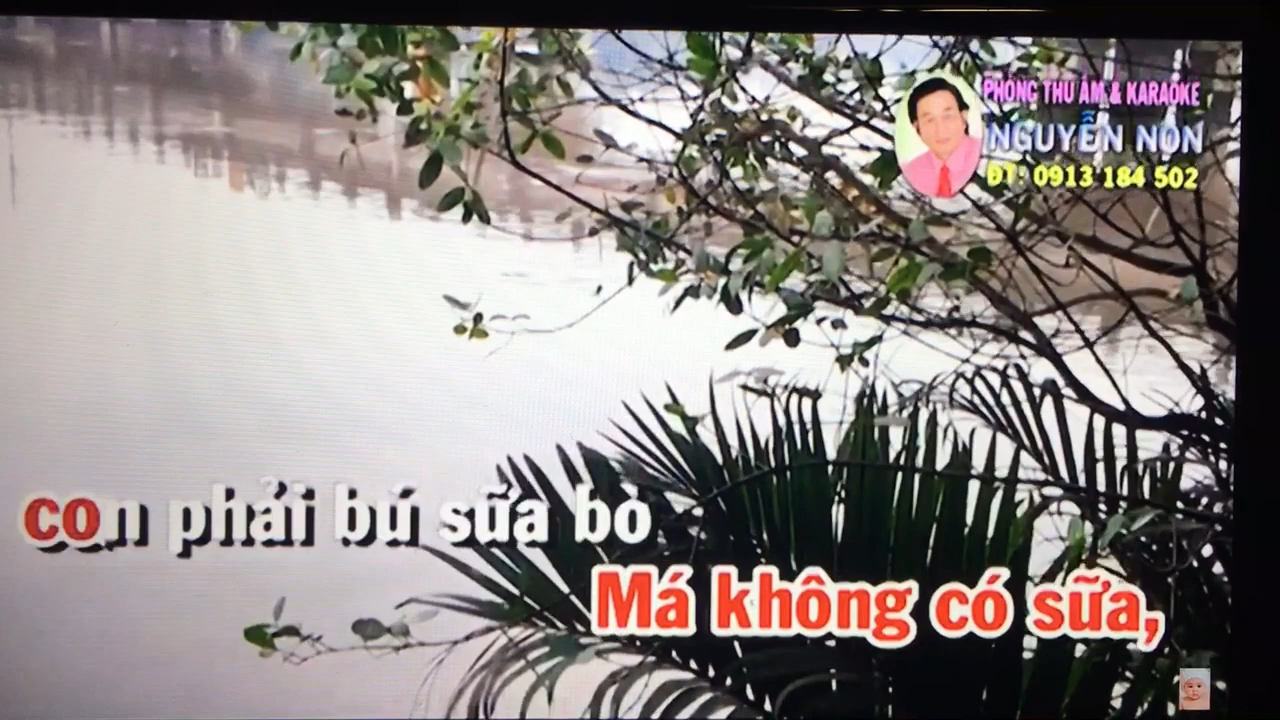 PHÒNG THU ÂM & KARAOKE
NGUYỄN NON
ĐT: 0913 184 502
con phải bú sữa bò
Má không có sữa,